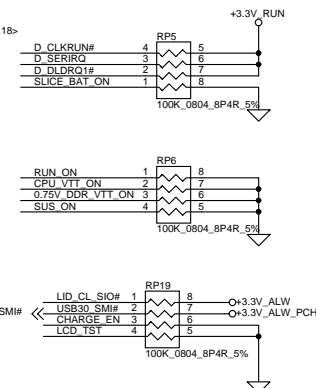 +3.3V_RUN
18>
RP5
D_CLKRUN# 4 5
D_SERIRQ 3 6
D_DLDRQ1# 2 7
SLICE_BAT_ON 1 8
100K_0804_8P4R_5%
RP6
RUN_ON 1 8
CPU_VTT_ON 2 7
0.75V_DDR_VTT_ON 3 6
SUS_ON 4 5
100K_0804_8P4R_5%
RP19
LID_CL_SIO# 1 8 +3.3V_ALW
SMI# USB30_SMI# 2 7 +3.3V_ALW_PCH
CHARGE_EN 3 6
LCD_TST 4 5
100K_0804_8P4R_5%